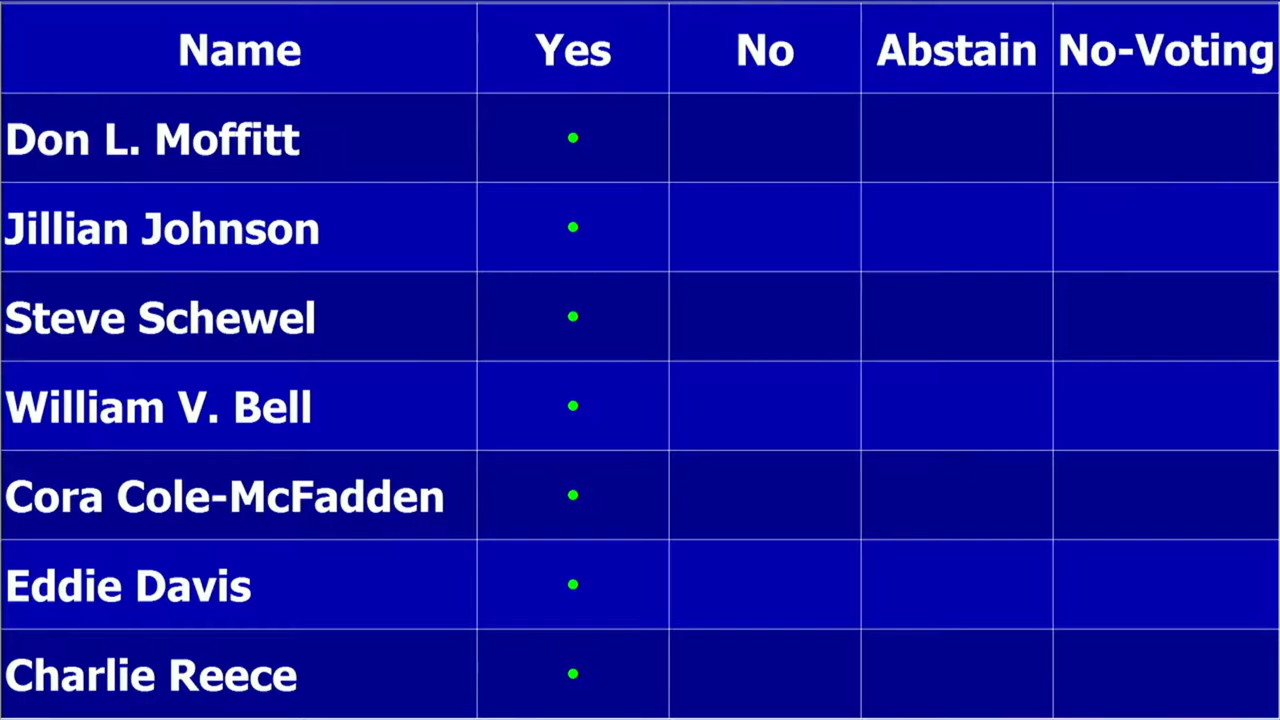 Name Yes No Abstain No-Voting
Don L. Moffitt
Jillian Johnson
Steve Schewel
William V. Bell
Cora Cole-McFadden
Eddie Davis
Charlie Reece